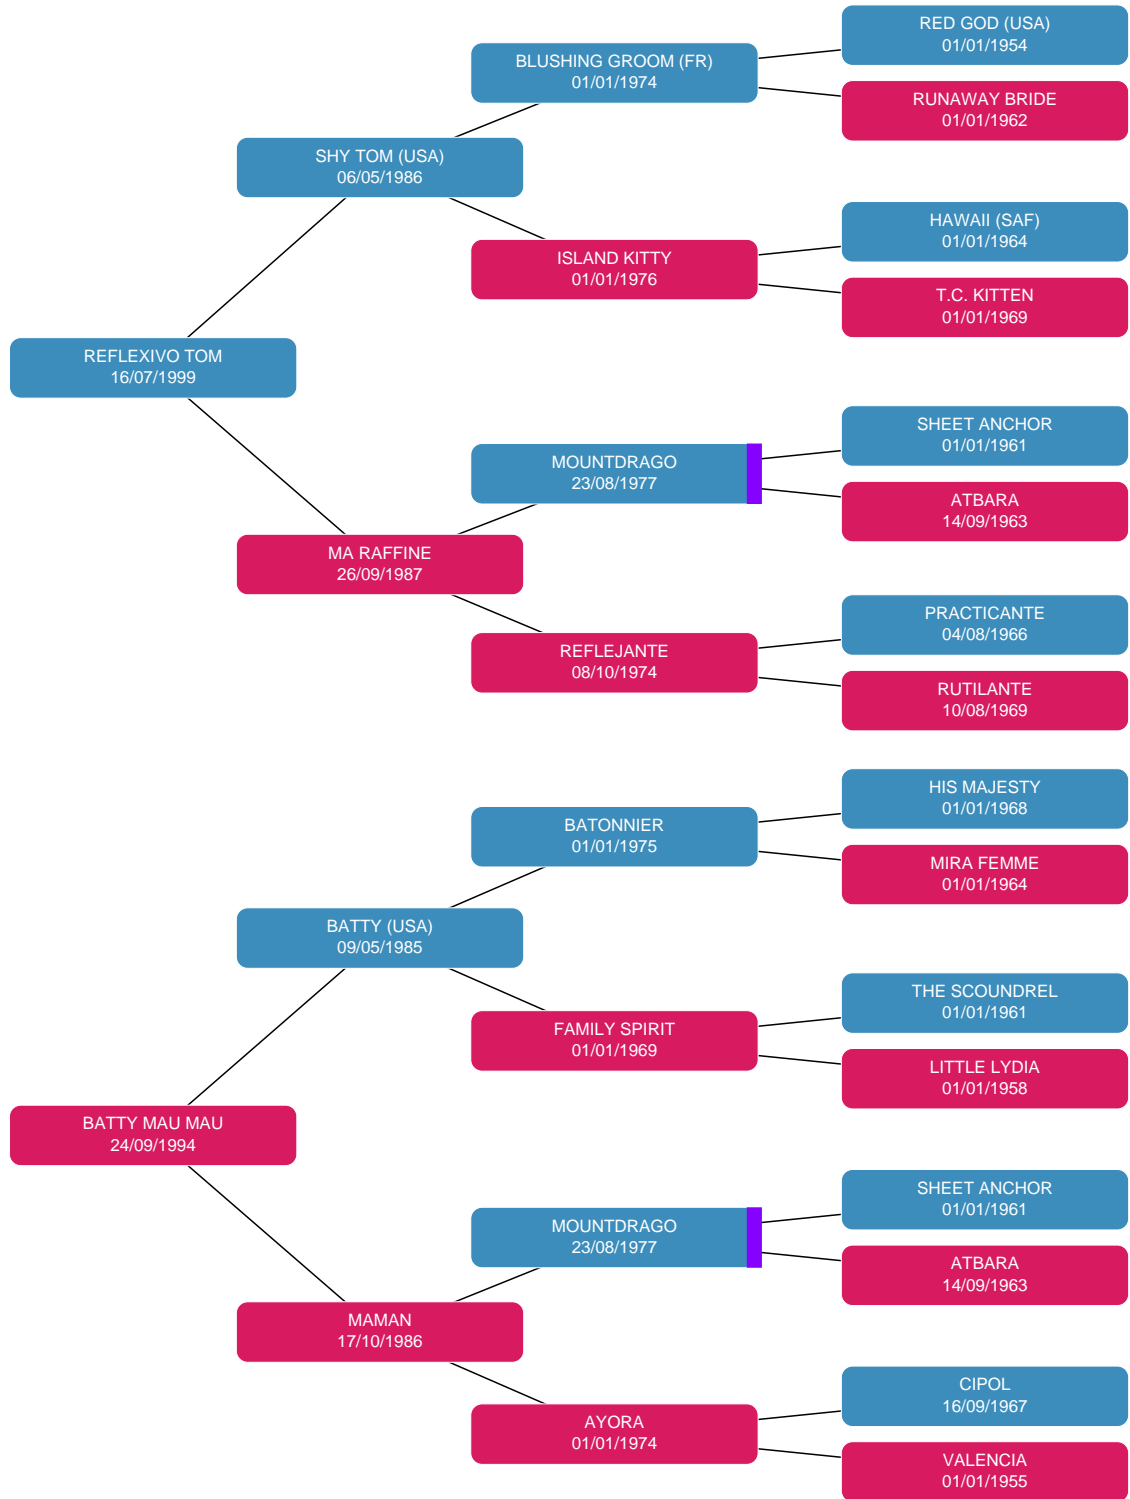 RED GOD (USA)
01/01/1954
BLUSHING GROOM (FR)
01/01/1974
RUNAWAY BRIDE
01/01/1962
SHY TOM (USA)
06/05/1986
HAWAII (SAF)
01/01/1964
ISLAND KITTY
01/01/1976
T.C. KITTEN
01/01/1969
REFLEXIVO TOM
16/07/1999
SHEET ANCHOR
01/01/1961
MOUNTDRAGO
23/08/1977
ATBARA
14/09/1963
MA RAFFINE
26/09/1987
PRACTICANTE
04/08/1966
REFLEJANTE
08/10/1974
RUTILANTE
10/08/1969
HIS MAJESTY
01/01/1968
BATONNIER
01/01/1975
MIRA FEMME
01/01/1964
BATTY (USA)
09/05/1985
THE SCOUNDREL
01/01/1961
FAMILY SPIRIT
01/01/1969
LITTLE LYDIA
01/01/1958
BATTY MAU MAU
24/09/1994
SHEET ANCHOR
01/01/1961
MOUNTDRAGO
23/08/1977
ATBARA
14/09/1963
MAMAN
17/10/1986
CIPOL
16/09/1967
AYORA
01/01/1974
VALENCIA
01/01/1955